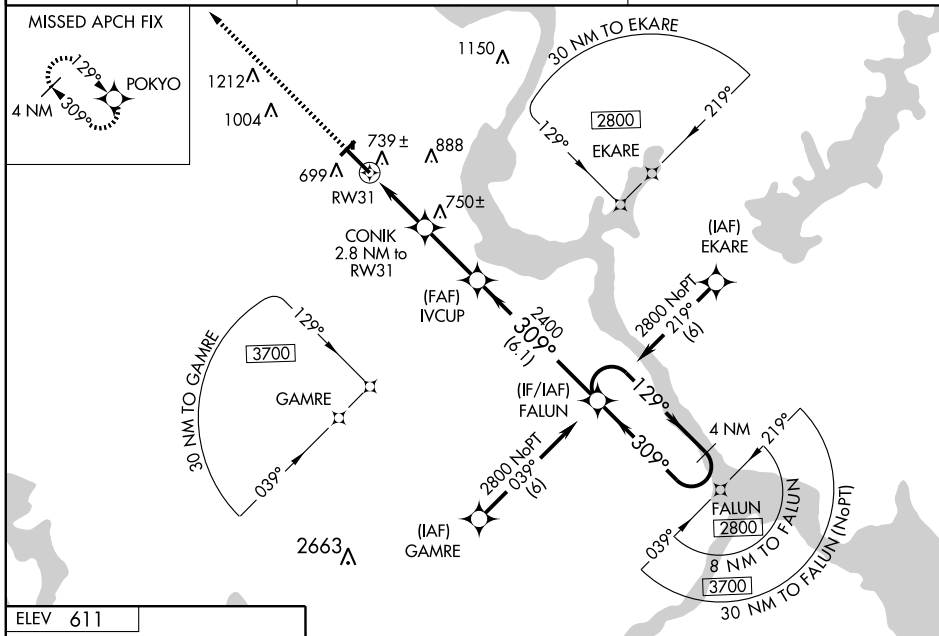 MISSED APCH FIX
129°
POKYO
4 NM
309°
1212
1004
1150
739 ±
888
699
RW31
750±
CONIK
2.8 NM to
RW31
(FAF)
IVCUP
30 NM TO EKARE
2800
129°
219°
EKARE
(IAF)
EKARE
2800 NoPT
219°
(6)
2400
309°
(6.1)
(IF/IAF)
FALUN
129°
309°
4 NM
30 NM TO GAMRE
3700
129°
GAMRE
039°
2800 NoPT
039°
(6)
(IAF)
GAMRE
2663
219°
FALUN
2800
039°
8 NM TO FALUN
3700
30 NM TO FALUN (NoPT)
ELEV 611